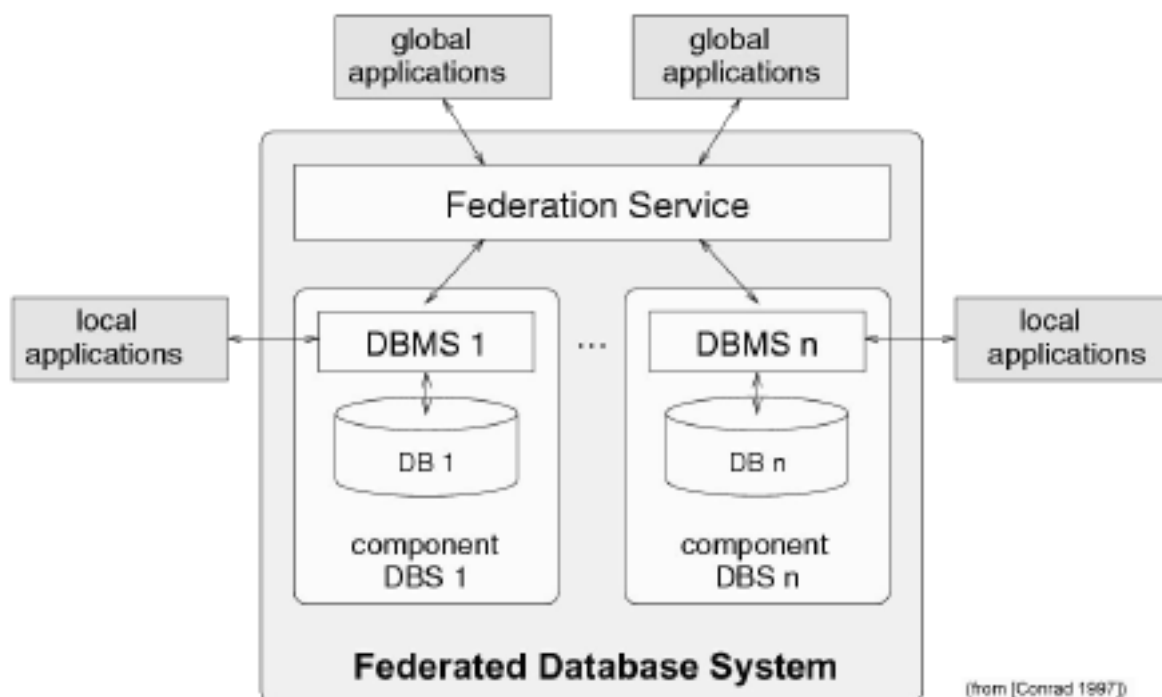 global
applications
global
applications
Federation Service
local
applications
DBMS 1
...
DBMS n
local
applications
DB 1
DB n
component
DBS 1
component
DBS n
Federated Database System
(from [Conrad 1997])